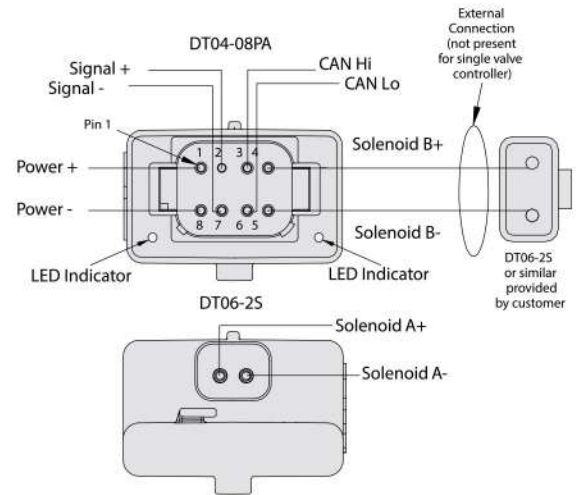 External
Connection
(not present
for single valve
controller)
DT04-08PA
Signal +
Signal -
CAN Hi
CAN Lo
Pin 1
1 2 3 4
Solenoid B+
Power +
Power -
8 7 6 5
Solenoid B-
LED Indicator
LED Indicator
DT06-2S
or similar
provided
by customer
DT06-2S
Solenoid A+
Solenoid A-